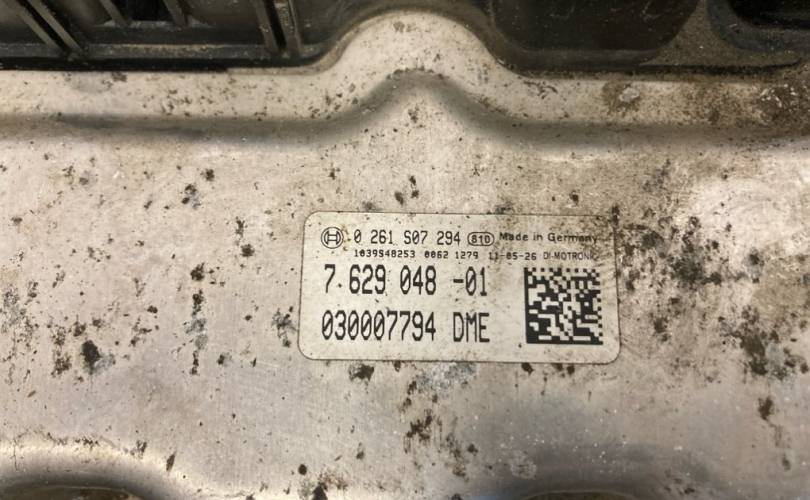 0 261 S07 294 810 Made in Germany
1039S48253 0062 1279 11-05-26 DI-MOTRONIC
7 629 048 -01
030007794 DME